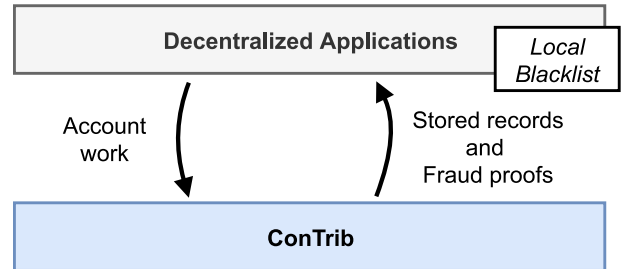 Decentralized Applications
Local
Blacklist
Account
work
Stored records
and
Fraud proofs
ConTrib